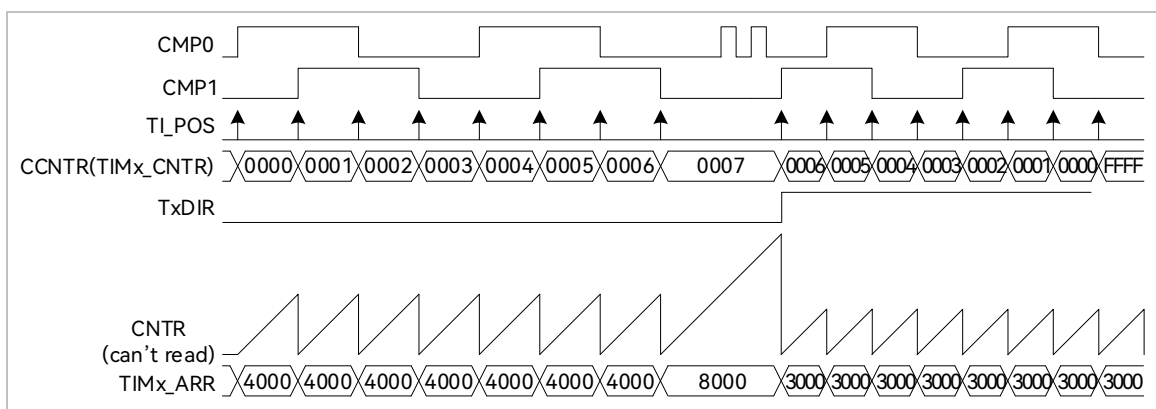 CMP0
CMP1
TI_POS
CCNTR(TIMx_CNTR) 0000 0001 0002 0003 0004 0005 0006 0007 0006 0005 0004 0003 0002 0001 0000 FFFF
TxDIR
CNTR
(can't read)
TIMx_ARR 4000 4000 4000 4000 4000 4000 4000 8000 3000 3000 3000 3000 3000 3000 3000 3000